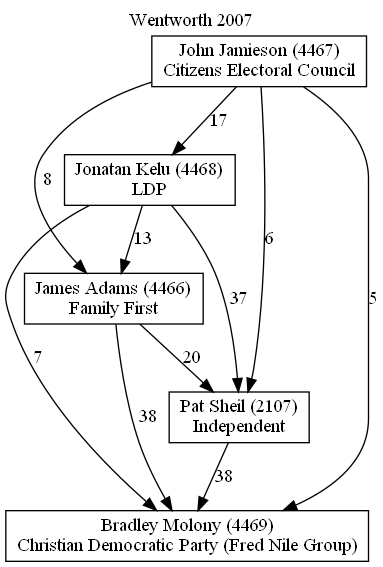 Wentworth 2007
John Jamieson (4467)
Citizens Electoral Council
17
Jonatan Kelu (4468)
LDP
8
13
6
37
5
James Adams (4466)
Family First
7
20
38
Pat Sheil (2107)
Independent
38
Bradley Molony (4469)
Christian Democratic Party (Fred Nile Group)